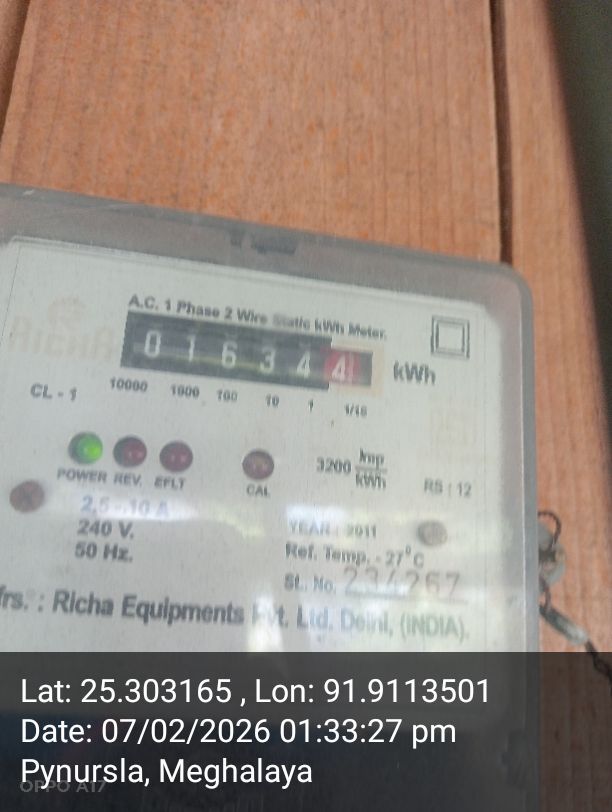 RICHA
A.C. 1 Phase 2 Wire Static kWh Meter.
0 1 6 3 4 4 kWh
CL - 1 10000 1000 100 10 1 1/10
POWER REV. EFLT CAL
3200 Imp/kWh
RS : 12
2.5 - 10 A
240 V.
50 Hz.
YEAR : 2011
Ref. Temp. - 27°C
Sl. No. 234267
frs. : Richa Equipments Pvt. Ltd. Delhi, (INDIA).
Lat: 25.303165 , Lon: 91.9113501
Date: 07/02/2026 01:33:27 pm
Pynursla, Meghalaya
OPPO A17